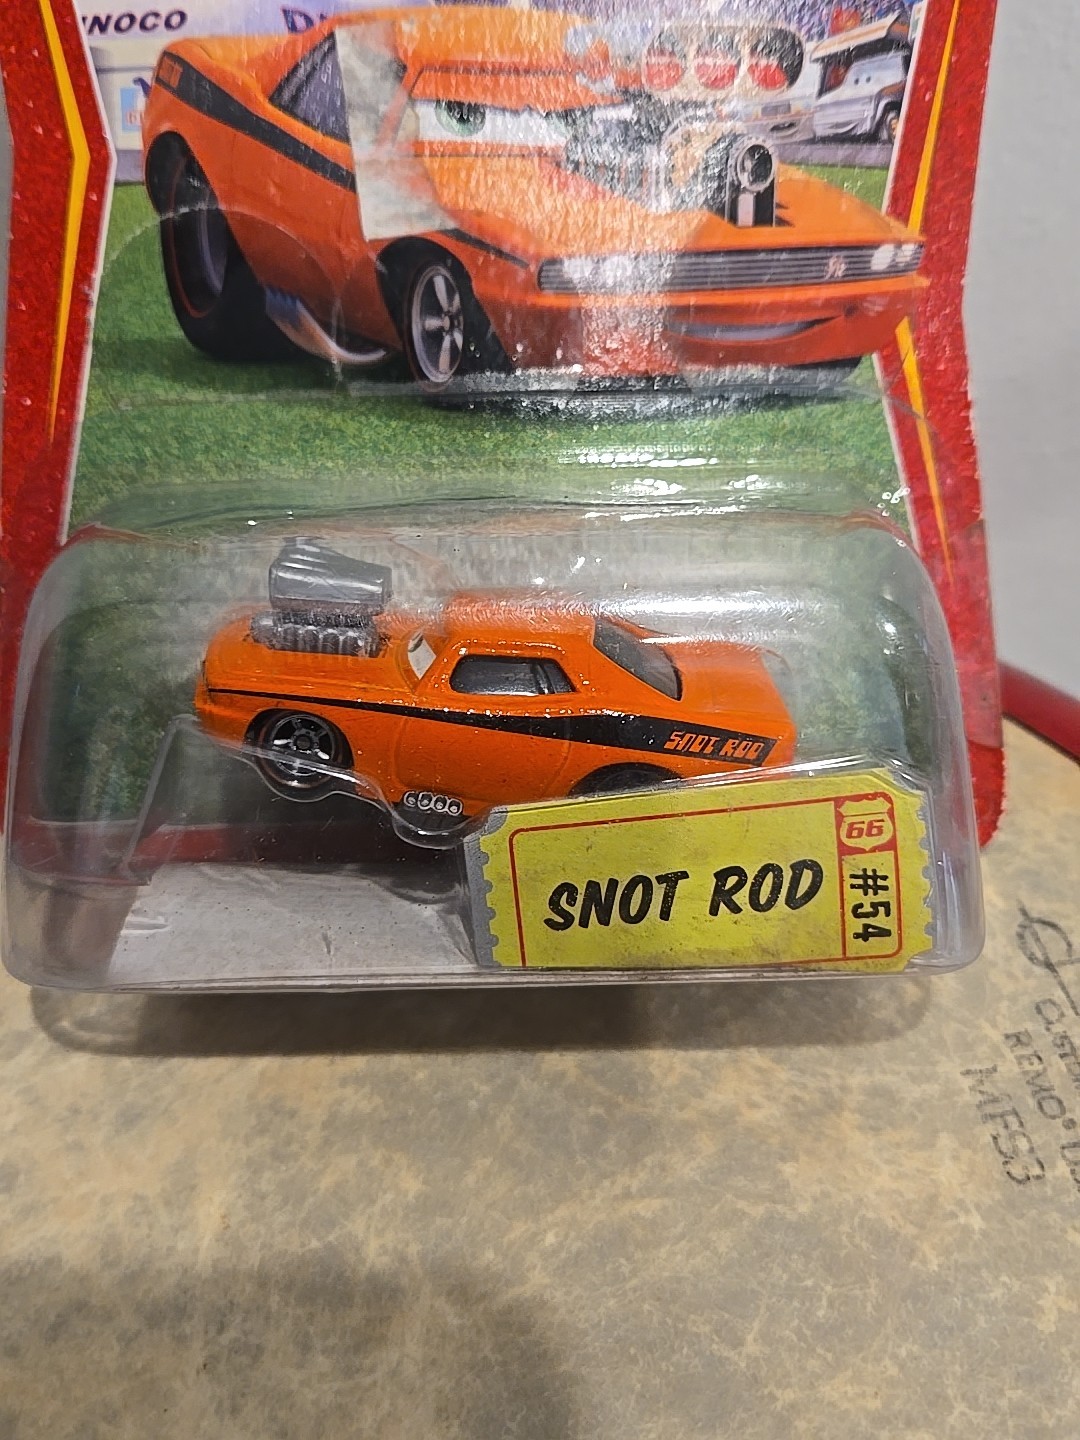 NOCO
D
SNOT ROD
SNOT ROD
66
#54
REMO
MFS3